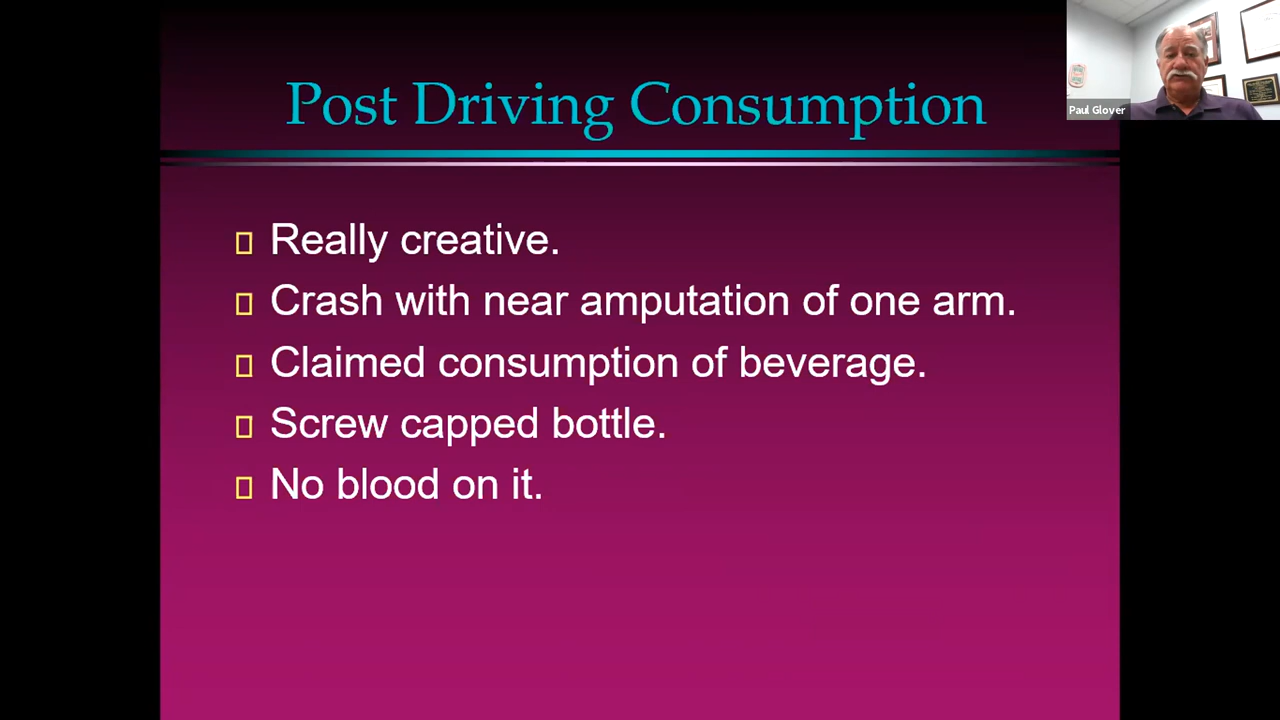 Post Driving Consumption
Paul Glover
Really creative.
Crash with near amputation of one arm.
Claimed consumption of beverage.
Screw capped bottle.
No blood on it.